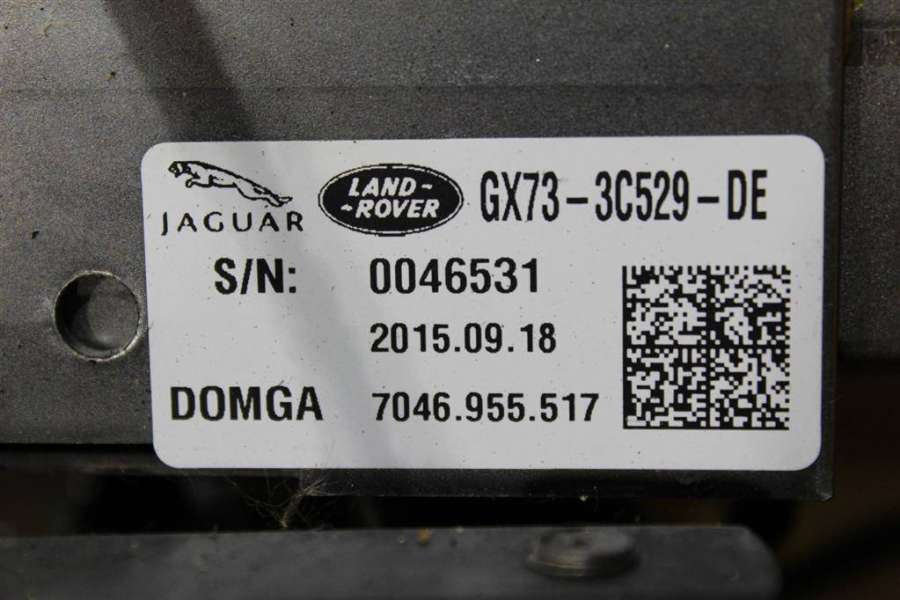 JAGUAR
LAND-
-ROVER
GX73-3C529-DE
S/N: 0046531
2015.09.18
DOMGA 7046.955.517